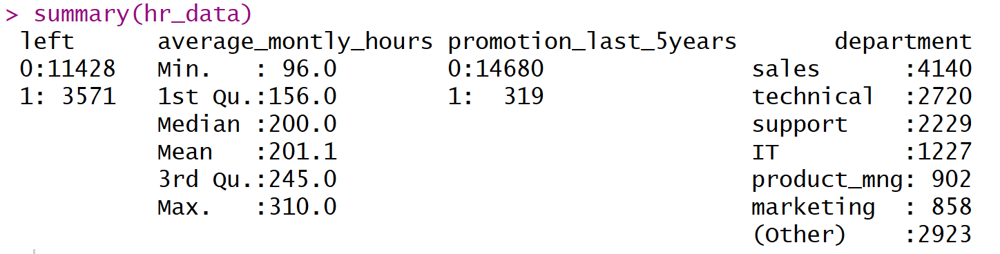 > summary(hr_data)
left average_montly_hours promotion_last_5years department
0:11428 Min. : 96.0 0:14680 sales :4140
1: 3571 1st Qu.:156.0 1: 319 technical :2720
Median :200.0 support :2229
Mean :201.1 IT :1227
3rd Qu.:245.0 product_mng: 902
Max. :310.0 marketing : 858
(Other) :2923